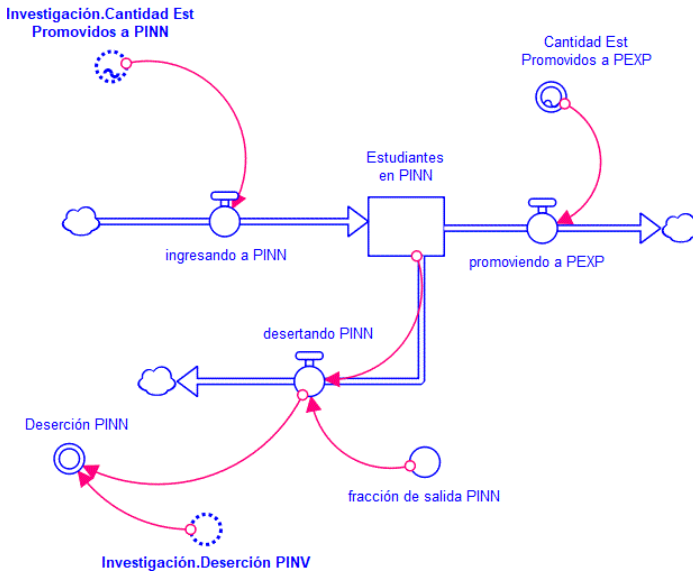 Investigación.Cantidad Est
Promovidos a PINN
Cantidad Est
Promovidos a PEXP
Estudiantes
en PINN
ingresando a PINN
promoviendo a PEXP
desertando PINN
Deserción PINN
fracción de salida PINN
Investigación.Deserción PINV